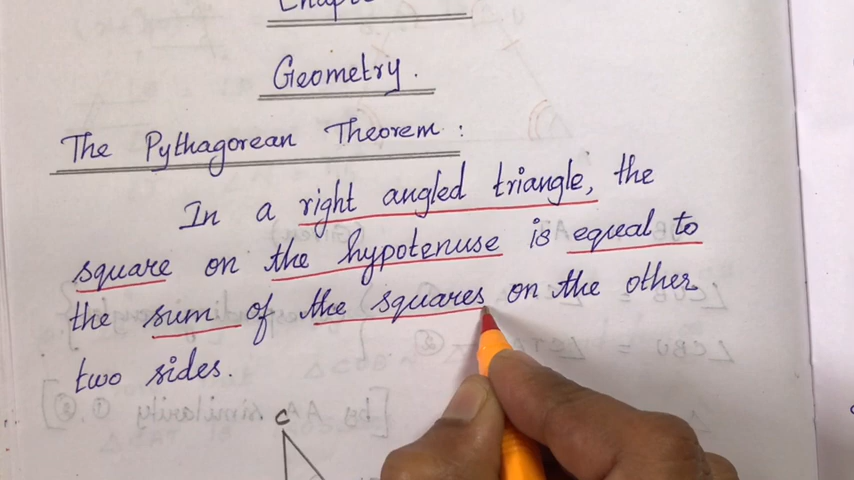 Geometry.
The Pythagorean Theorem:
In a right angled triangle, the
square on the hypotenuse is equal to
the sum of the squares on the other
two sides.
C